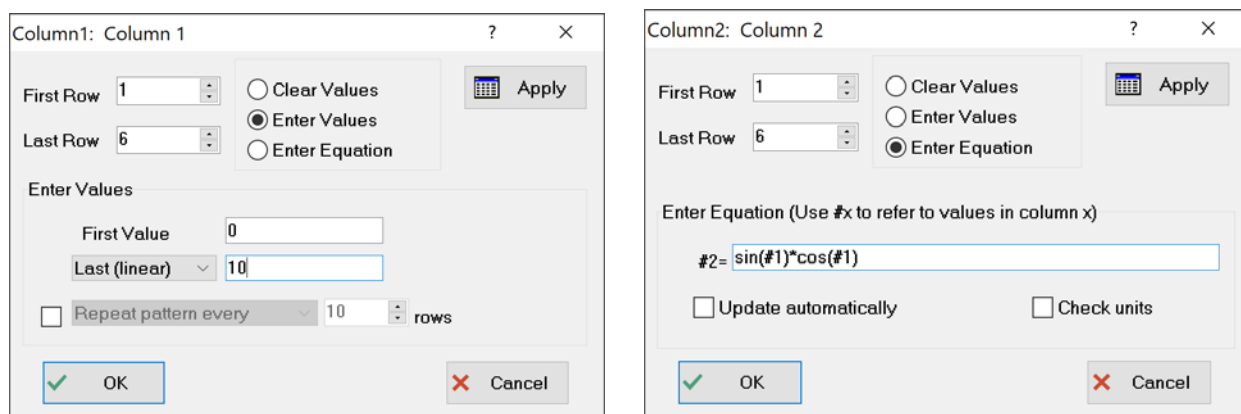 Column1: Column 1 ?
First Row 1
Clear Values
Apply
Enter Values
Last Row 6
Enter Equation
Enter Values
First Value 0
Last (linear) 10
Repeat pattern every 10 rows
OK
Cancel
Column2: Column 2 ?
First Row 1
Clear Values
Apply
Enter Values
Last Row 6
Enter Equation
Enter Equation (Use #x to refer to values in column x)
#2= sin(#1)*cos(#1)
Update automatically
Check units
OK
Cancel